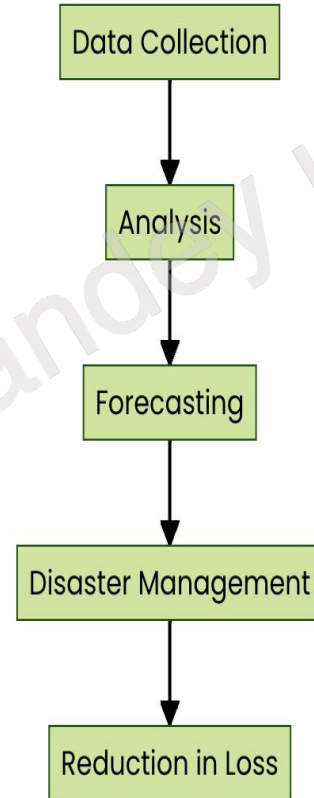 Data Collection
Analysis
Forecasting
Disaster Management
Reduction in Loss